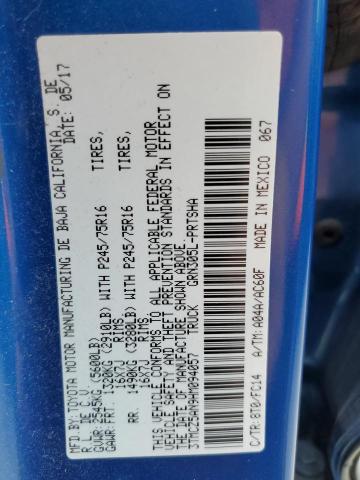 MFD. BY:TOYOTA MOTOR MANUFACTURING DE BAJA CALIFORNIA, S. DE
R. L. DE C.V. DATE: 05/17
GVWR: 2545KG (5600LB)
GAWR: FRT: 1320KG (2910LB) WITH P245/75R16 TIRES,
16X7J RIMS,
RR: 1490KG (3280LB) WITH P245/75R16 TIRES,
16X7J RIMS.
THIS VEHICLE CONFORMS TO ALL APPLICABLE FEDERAL MOTOR
VEHICLE SAFETY AND THEFT PREVENTION STANDARDS IN EFFECT ON
THE DATE OF MANUFACTURE SHOWN ABOVE.
3TMCZ5AN9HM094057 TRUCK GRN305L-PRTSHA
C/TR: 8T0/FC14 A/TM: A04A/AC60F MADE IN MEXICO 067